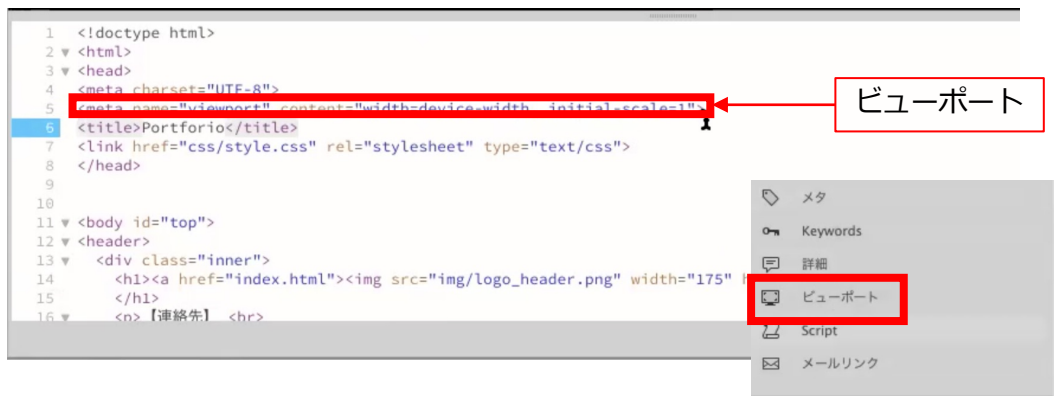 1 <!doctype html>
2 <html>
3 <head>
4 <meta charset="UTF-8">
5 <meta name="viewport" content="width=device-width, initial-scale=1">
6 <title>Portforio</title>
7 <link href="css/style.css" rel="stylesheet" type="text/css">
8 </head>
9
10
11 <body id="top">
12 <header>
13 <div class="inner">
14 <h1><a href="index.html"><img src="img/logo_header.png" width="175"
15 </h1>
16 <p>【連絡先】 <br>
ビューポート
メタ
Keywords
詳細
ビューポート
Script
メールリンク